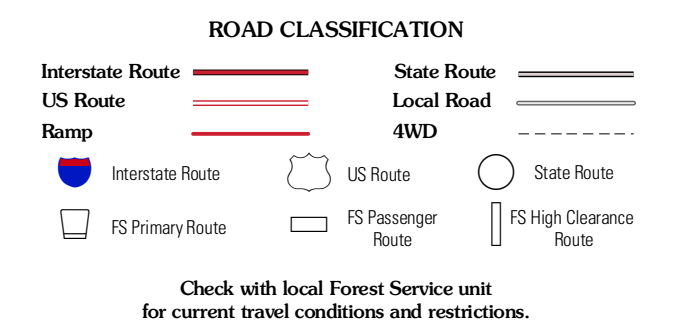 ROAD CLASSIFICATION
Interstate Route
State Route
US Route
Local Road
Ramp
4WD
Interstate Route
US Route
State Route
FS Primary Route
FS Passenger
Route
FS High Clearance
Route
Check with local Forest Service unit
for current travel conditions and restrictions.